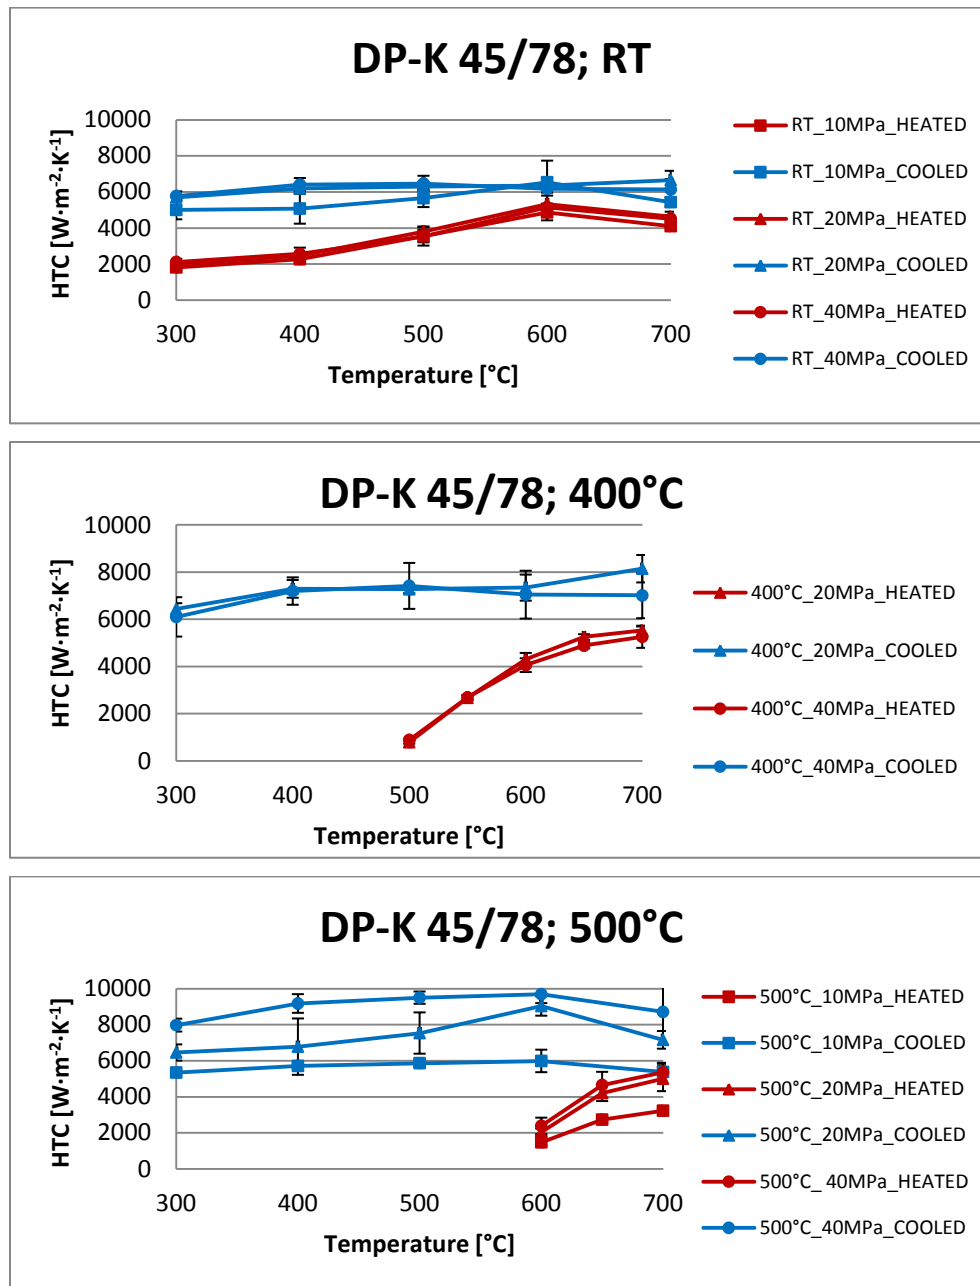 DP-K 45/78; RT
HTC [W·m-2·K-1]
10000
8000
6000
4000
2000
0
300 400 500 600 700
Temperature [°C]
RT_10MPa_HEATED
RT_10MPa_COOLED
RT_20MPa_HEATED
RT_20MPa_COOLED
RT_40MPa_HEATED
RT_40MPa_COOLED
DP-K 45/78; 400°C
HTC [W·m-2·K-1]
10000
8000
6000
4000
2000
0
300 400 500 600 700
Temperature [°C]
400°C_20MPa_HEATED
400°C_20MPa_COOLED
400°C_40MPa_HEATED
400°C_40MPa_COOLED
DP-K 45/78; 500°C
HTC [W·m-2·K-1]
10000
8000
6000
4000
2000
0
300 400 500 600 700
Temperature [°C]
500°C_10MPa_HEATED
500°C_10MPa_COOLED
500°C_20MPa_HEATED
500°C_20MPa_COOLED
500°C_ 40MPa_HEATED
500°C_40MPa_COOLED